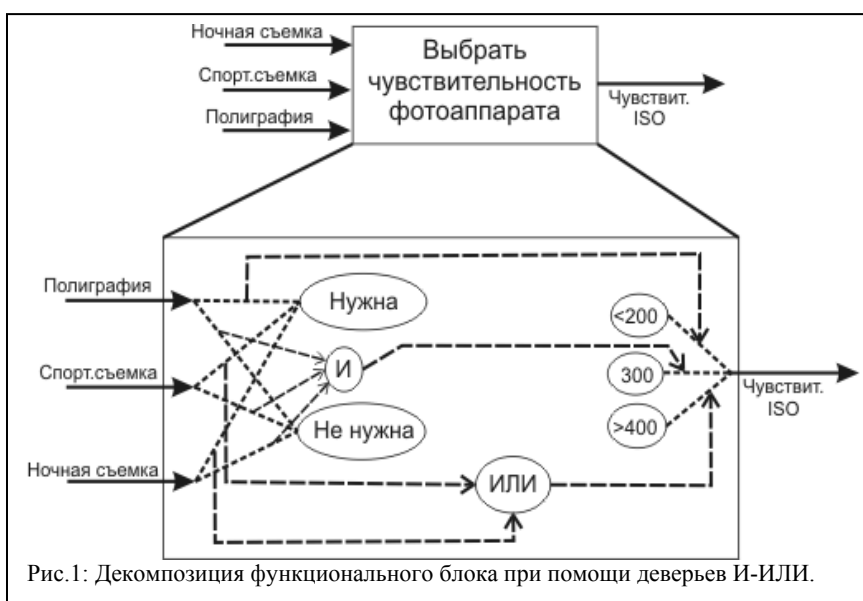 Ночная съемка
Спорт.съемка
Полиграфия
Выбрать
чувствительность
фотоаппарата
Чувствит.
ISO
Полиграфия
Спорт.съемка
Ночная съемка
Нужна
И
Не нужна
ИЛИ
<200
300
>400
Чувствит.
ISO
Рис.1: Декомпозиция функционального блока при помощи деверьев И-ИЛИ.